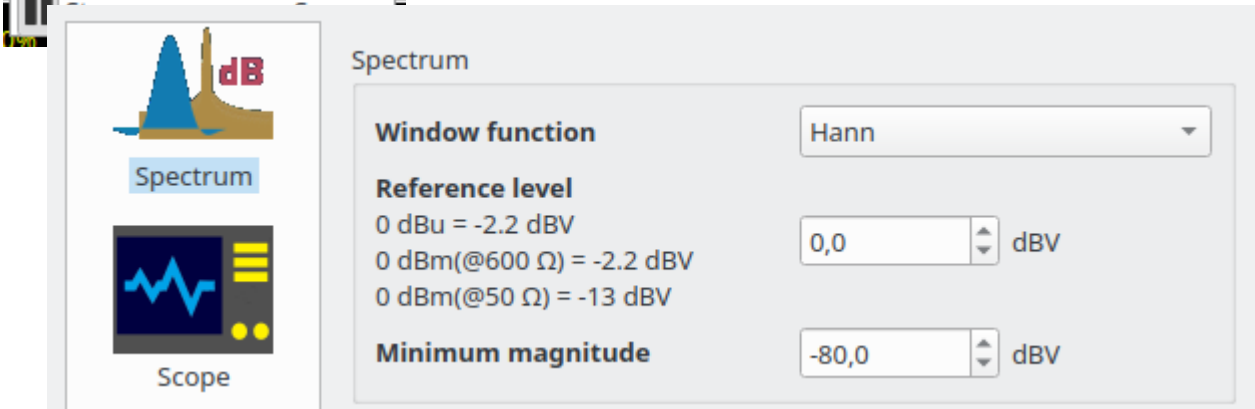 dB
Spectrum
Scope
Spectrum
Window function
Hann
Reference level
0 dBu = -2.2 dBV
0 dBm(@600 Ω) = -2.2 dBV
0 dBm(@50 Ω) = -13 dBV
0,0
dBV
Minimum magnitude
-80,0
dBV